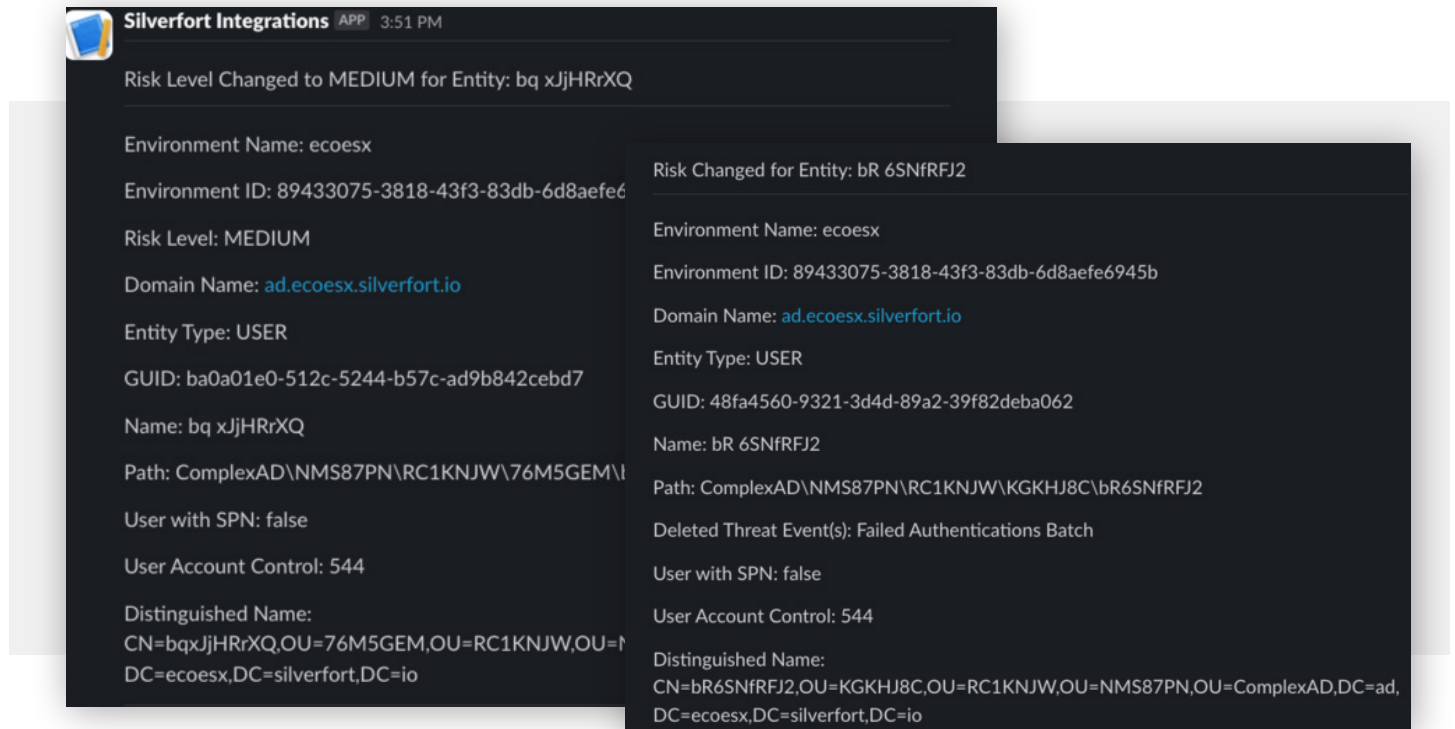 Silverfort Integrations APP 3:51 PM
Risk Level Changed to MEDIUM for Entity: bq xJjHRrXQ
Environment Name: ecoesx
Environment ID: 89433075-3818-43f3-83db-6d8aefe6
Risk Level: MEDIUM
Domain Name: ad.ecoesx.silverfort.io
Entity Type: USER
GUID: ba0a01e0-512c-5244-b57c-ad9b842cebd7
Name: bq xJjHRrXQ
Path: ComplexAD\NMS87PN\RC1KNJW\76M5GEM\
User with SPN: false
User Account Control: 544
Distinguished Name:
CN=bqxJjHRrXQ,OU=76M5GEM,OU=RC1KNJW,OU=
DC=ecoesx,DC=silverfort,DC=io
Risk Changed for Entity: bR 6SNfRFJ2
Environment Name: ecoesx
Environment ID: 89433075-3818-43f3-83db-6d8aefe6945b
Domain Name: ad.ecoesx.silverfort.io
Entity Type: USER
GUID: 48fa4560-9321-3d4d-89a2-39f82deba062
Name: bR 6SNfRFJ2
Path: ComplexAD\NMS87PN\RC1KNJW\KGKHJ8C\bR6SNfRFJ2
Deleted Threat Event(s): Failed Authentications Batch
User with SPN: false
User Account Control: 544
Distinguished Name:
CN=bR6SNfRFJ2,OU=KGKHJ8C,OU=RC1KNJW,OU=NMS87PN,OU=ComplexAD,DC=ad,
DC=ecoesx,DC=silverfort,DC=io